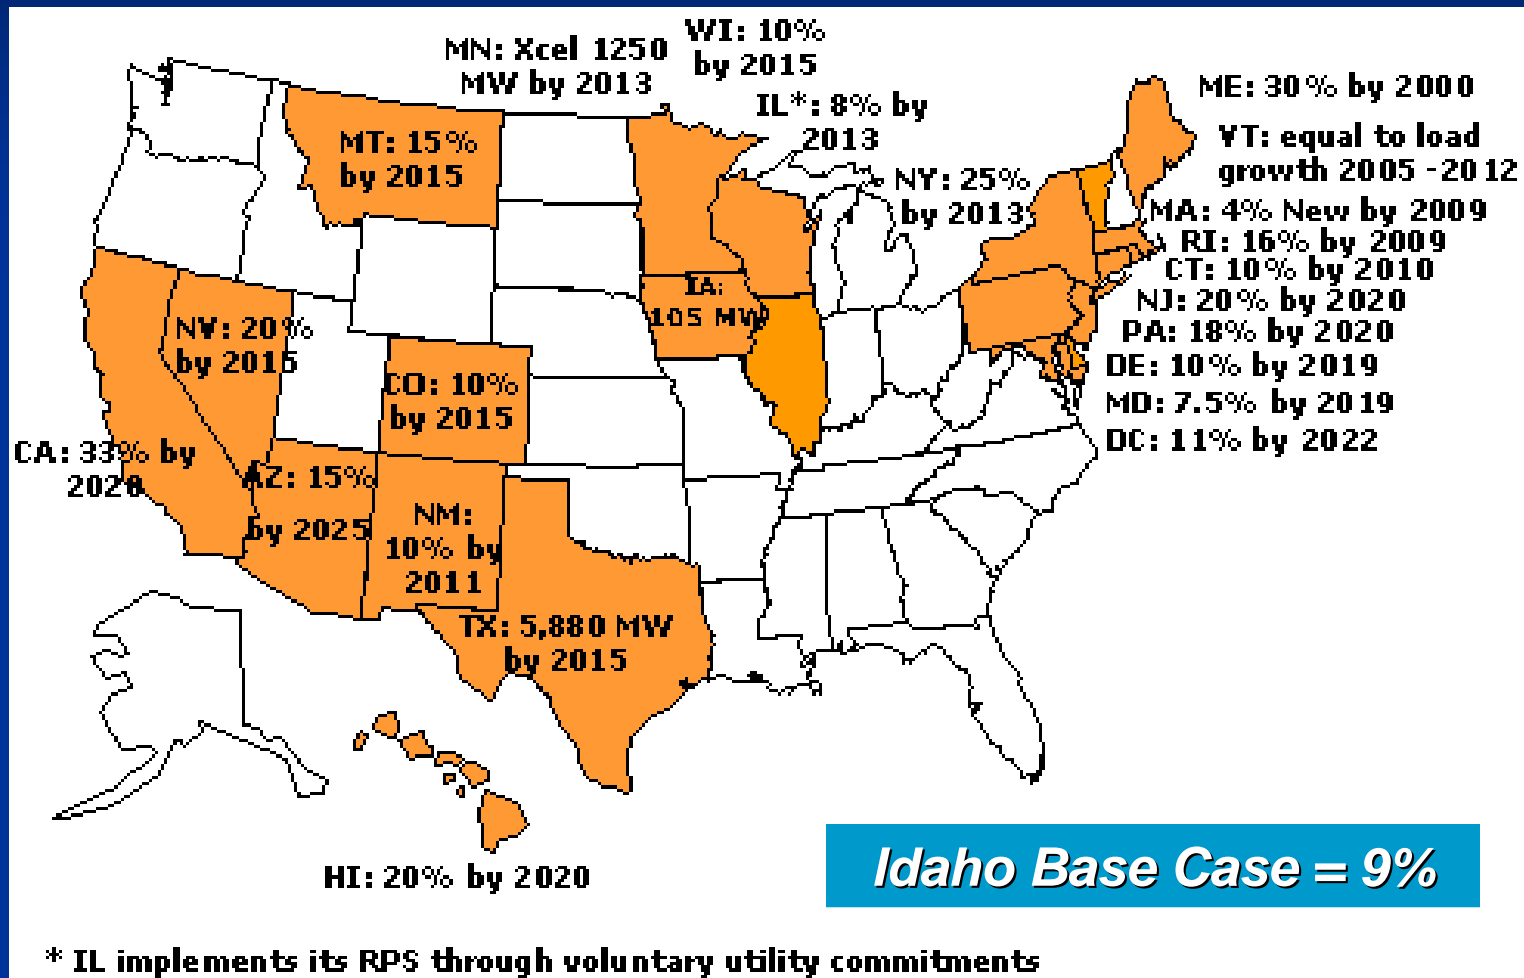 MN: Xcel 1250
MW by 2013
WI: 10%
by 2015
IL*: 8% by
2013
ME: 30% by 2000
VT: equal to load
growth 2005 -2012
MT: 15%
by 2015
NY: 25%
by 2013
MA: 4% New by 2009
RI: 16% by 2009
CT: 10% by 2010
NJ: 20% by 2020
PA: 18% by 2020
DE: 10% by 2019
MD: 7.5% by 2019
DC: 11% by 2022
IA:
105 MW
NV: 20%
by 2015
CO: 10%
by 2015
CA: 33% by
2020
AZ: 15%
by 2025
NM:
10% by
2011
TX: 5,880 MW
by 2015
HI: 20% by 2020
Idaho Base Case = 9%
* IL implements its RPS through voluntary utility commitments